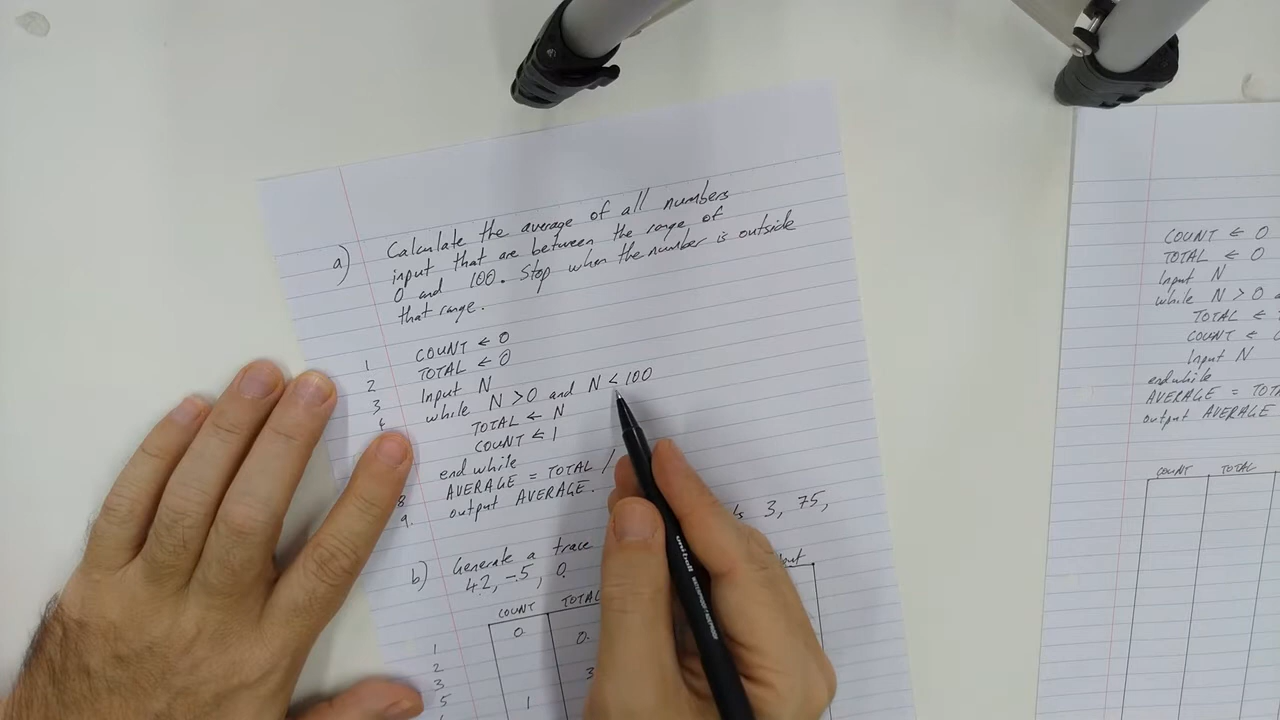 a) Calculate the average of all numbers
input that are between the range of
0 and 100. Stop when the number is outside
that range.
1 COUNT ← 0
2 TOTAL ← 0
3 Input N
4 while N > 0 and N < 100
TOTAL ← N
COUNT ← 1
end while
8 AVERAGE = TOTAL /
9. output AVERAGE.
b) Generate a trace 3, 75,
42, -5, 0.
COUNT TOTAL
1 0. 0.
2
3 3
5 1
COUNT ← 0
TOTAL ← 0
Input N
while N > 0
TOTAL ←
COUNT ←
Input N
endwhile
AVERAGE = TOTA
output AVERAGE
COUNT TOTAL
uni-ball